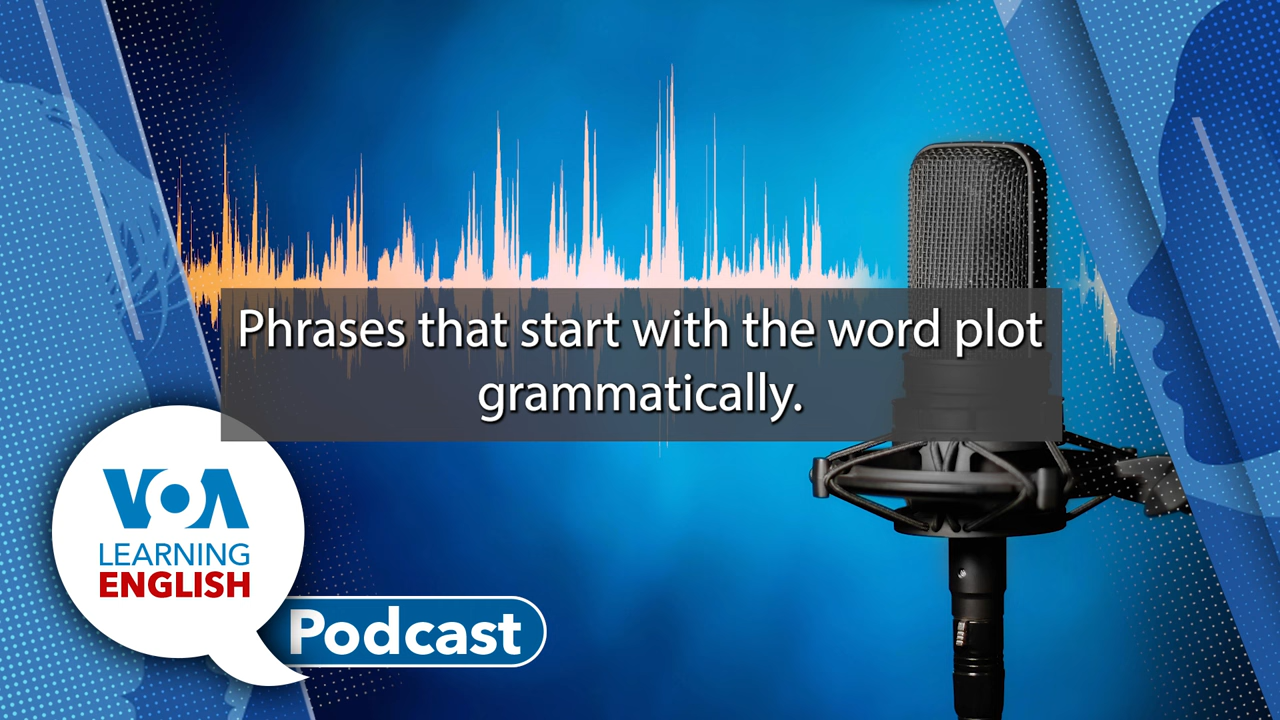 Phrases that start with the word plot
grammatically.
VOA
LEARNING
ENGLISH
Podcast